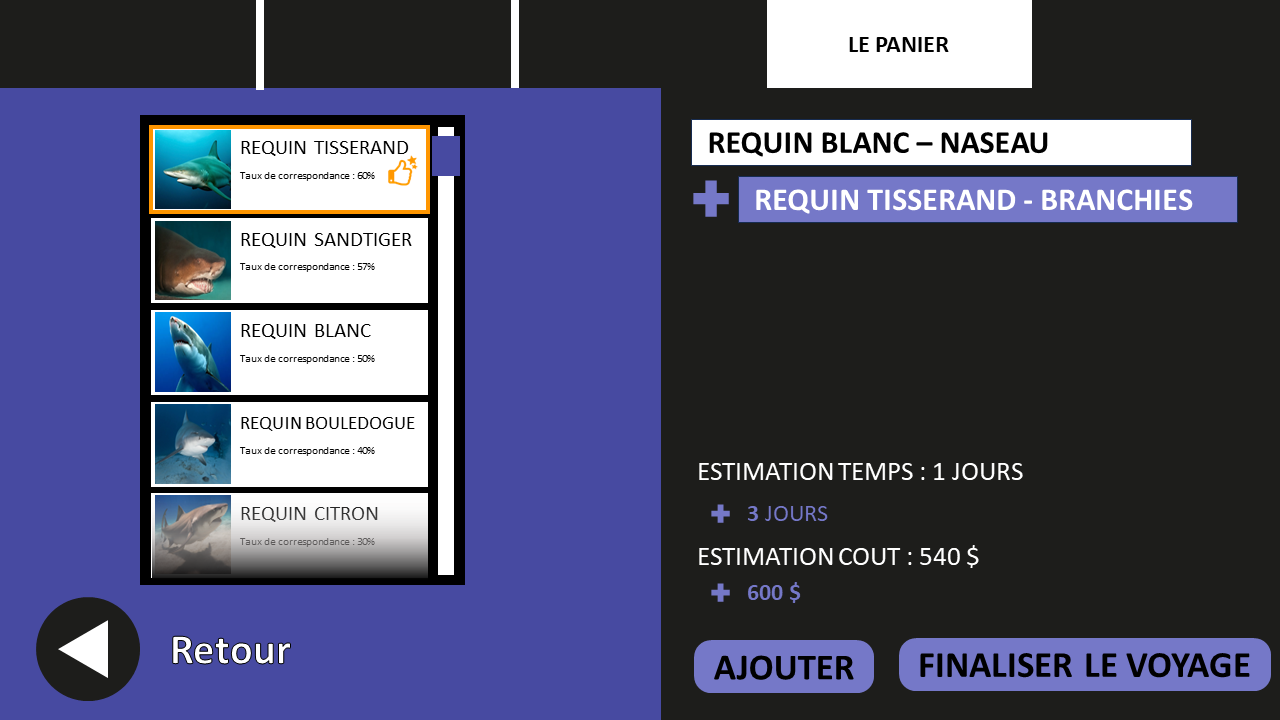 LE PANIER
REQUIN TISSERAND
Taux de correspondance : 60%
REQUIN SANDTIGER
Taux de correspondance : 57%
REQUIN BLANC
Taux de correspondance : 50%
REQUIN BOULEDOGUE
Taux de correspondance : 40%
REQUIN CITRON
Taux de correspondance : 30%
Retour
REQUIN BLANC – NASEAU
REQUIN TISSERAND - BRANCHIES
ESTIMATION TEMPS : 1 JOURS
3 JOURS
ESTIMATION COUT : 540 $
600 $
AJOUTER
FINALISER LE VOYAGE